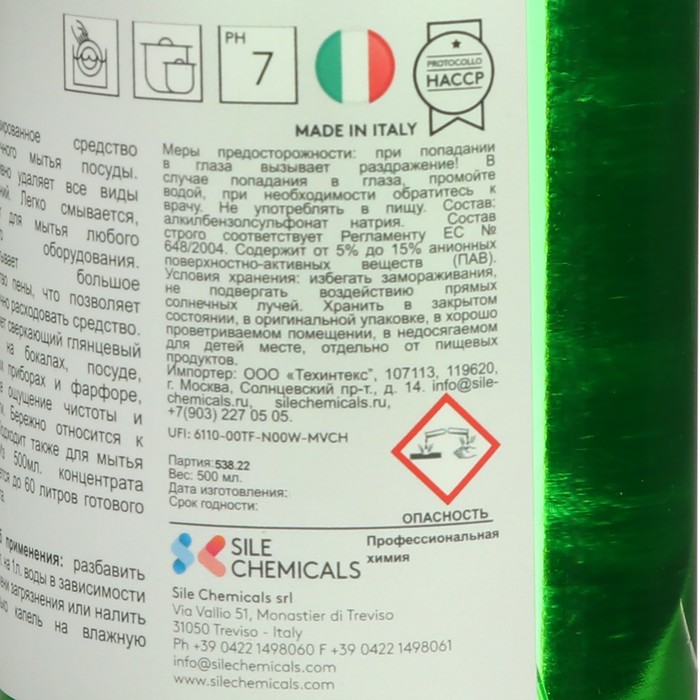 PH
7
PROTOCOLLO
HACCP
MADE IN ITALY
средство
мытья посуды.
удаляет все виды
Легко смывается,
для мытья любого
оборудования.
большое
пены, что позволяет
расходовать средство.
сверкающий глянцевый
на бокалах, посуде,
приборах и фарфоре,
ощущение чистоты и
бережно относится к
также для мытья
500мл. концентрата
до 60 литров готового
применения: разбавить
на 1л. воды в зависимости
загрязнения или налить
капель на влажную
Меры предосторожности: при попадании
в глаза вызывает раздражение! В
случае попадания в глаза, промойте
водой, при необходимости обратитесь к
врачу. Не употреблять в пищу. Состав:
алкилбензолсульфонат натрия. Состав
строго соответствует Регламенту ЕС №
648/2004. Содержит от 5% до 15% анионных
поверхностно-активных веществ (ПАВ).
Условия хранения: избегать замораживания,
не подвергать воздействию прямых
солнечных лучей. Хранить в закрытом
состоянии, в оригинальной упаковке, в хорошо
проветриваемом помещении, в недосягаемом
для детей месте, отдельно от пищевых
продуктов.
Импортер: ООО «Техинтекс", 107113, 119620,
г. Москва, Солнцевский пр-т., д. 14. info@sile-
chemicals.ru, silechemicals.ru,
+7(903) 227 05 05.
UFI: 6110-00TF-N00W-MVCH
Партия:538.22
Вес: 500 мл.
Дата изготовления:
Срок годности:
ОПАСНОСТЬ
SILE
CHEMICALS
Профессиональная
химия
Sile Chemicals srl
Via Vallio 51, Monastier di Treviso
31050 Treviso - Italy
Ph +39 0422 1498060 F +39 0422 1498061
info@silechemicals.com
www.silechemicals.com